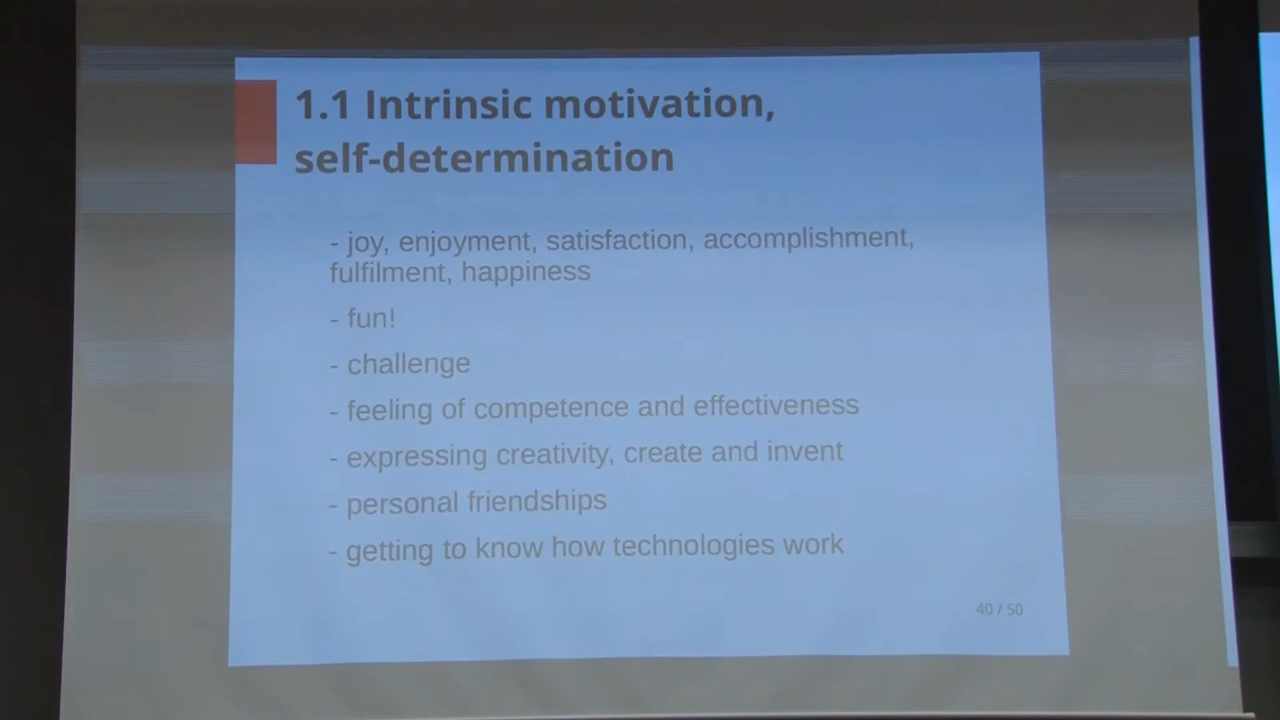 1.1 Intrinsic motivation,
self-determination
- joy, enjoyment, satisfaction, accomplishment,
fulfilment, happiness
- fun!
- challenge
- feeling of competence and effectiveness
- expressing creativity, create and invent
- personal friendships
- getting to know how technologies work
40 / 50